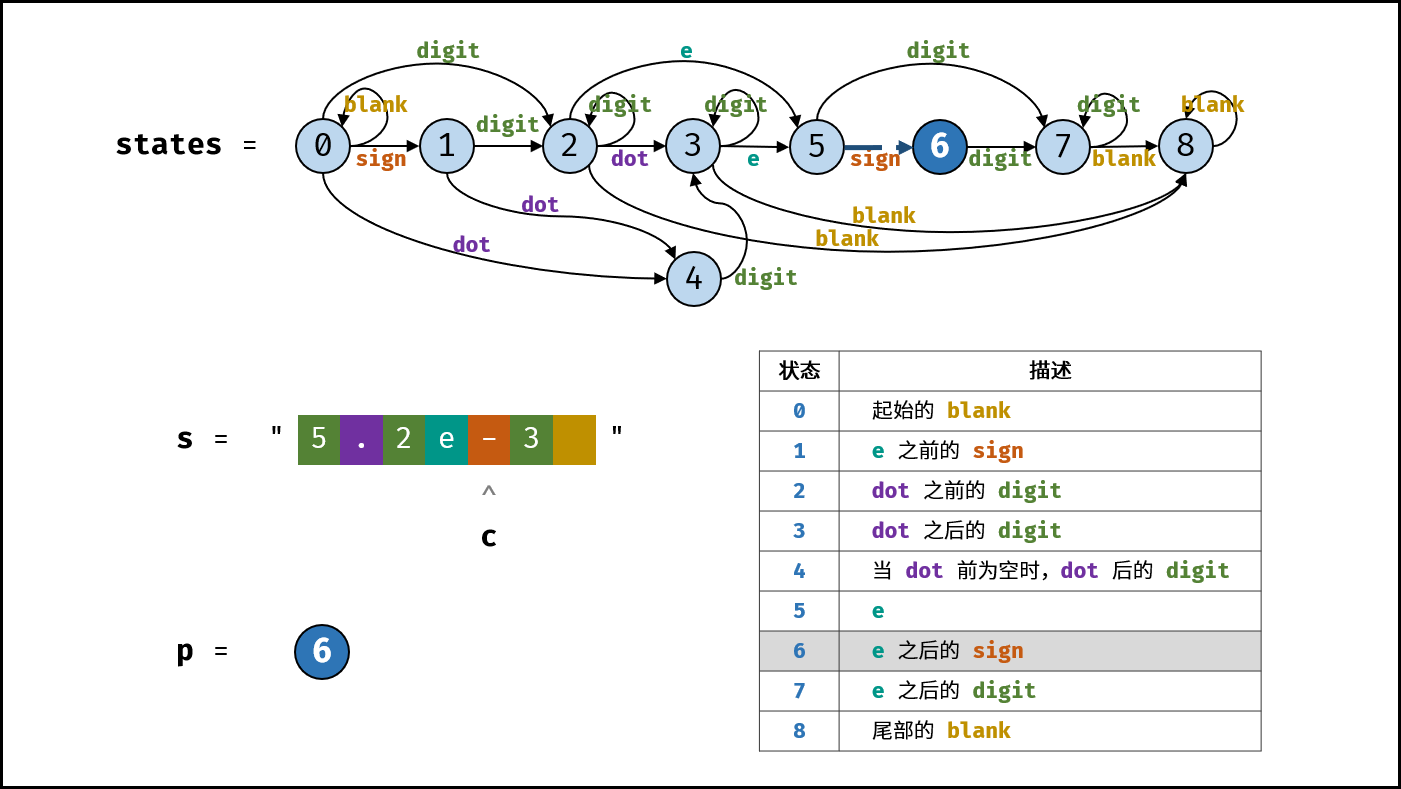 digit
e
digit
blank
digit
digit
digit
blank
states =
0
sign
1
digit
2
dot
3
e
5
sign
6
digit
7
blank
8
dot
blank
dot
blank
4
digit
s = " 5 . 2 e - 3 "
^
c
p = 6
状态 描述
0 起始的 blank
1 e 之前的 sign
2 dot 之前的 digit
3 dot 之后的 digit
4 当 dot 前为空时，dot 后的 digit
5 e
6 e 之后的 sign
7 e 之后的 digit
8 尾部的 blank